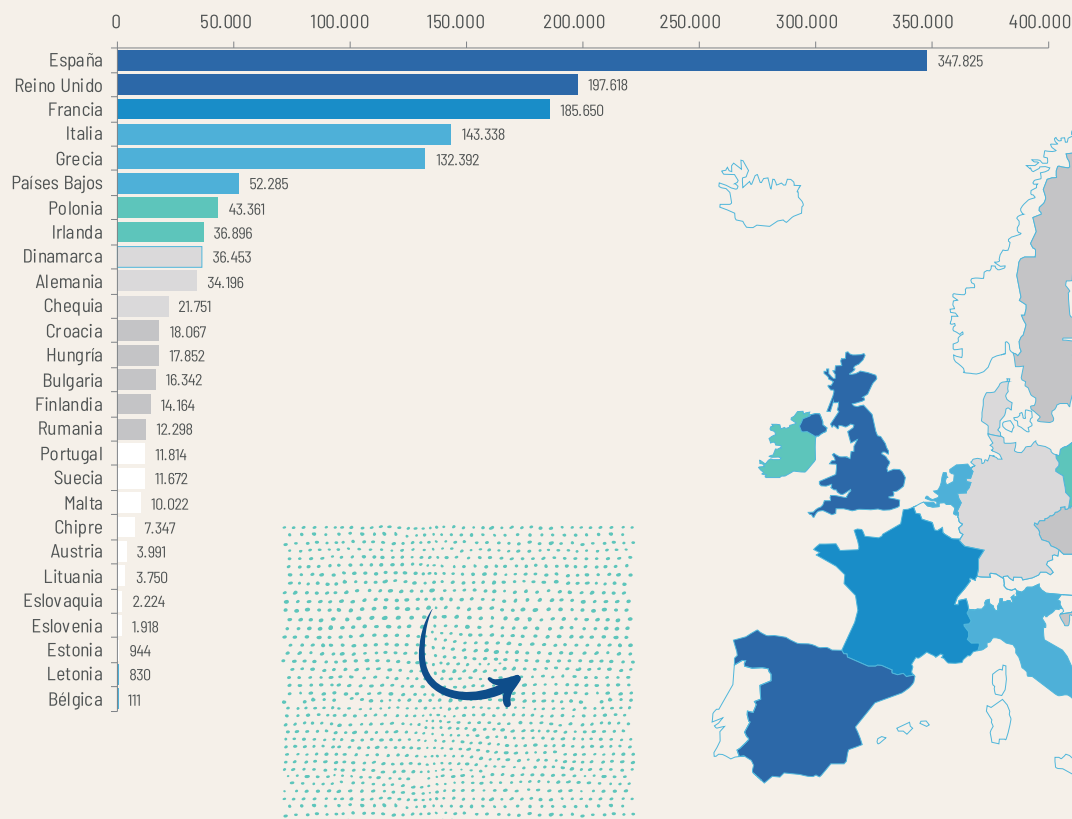 0 50.000 100.000 150.000 200.000 250.000 300.000 350.000 400.000
España 347.825
Reino Unido 197.618
Francia 185.650
Italia 143.338
Grecia 132.392
Países Bajos 52.285
Polonia 43.361
Irlanda 36.896
Dinamarca 36.453
Alemania 34.196
Chequia 21.751
Croacia 18.067
Hungría 17.852
Bulgaria 16.342
Finlandia 14.164
Rumania 12.298
Portugal 11.814
Suecia 11.672
Malta 10.022
Chipre 7.347
Austria 3.991
Lituania 3.750
Eslovaquia 2.224
Eslovenia 1.918
Estonia 944
Letonia 830
Bélgica 111